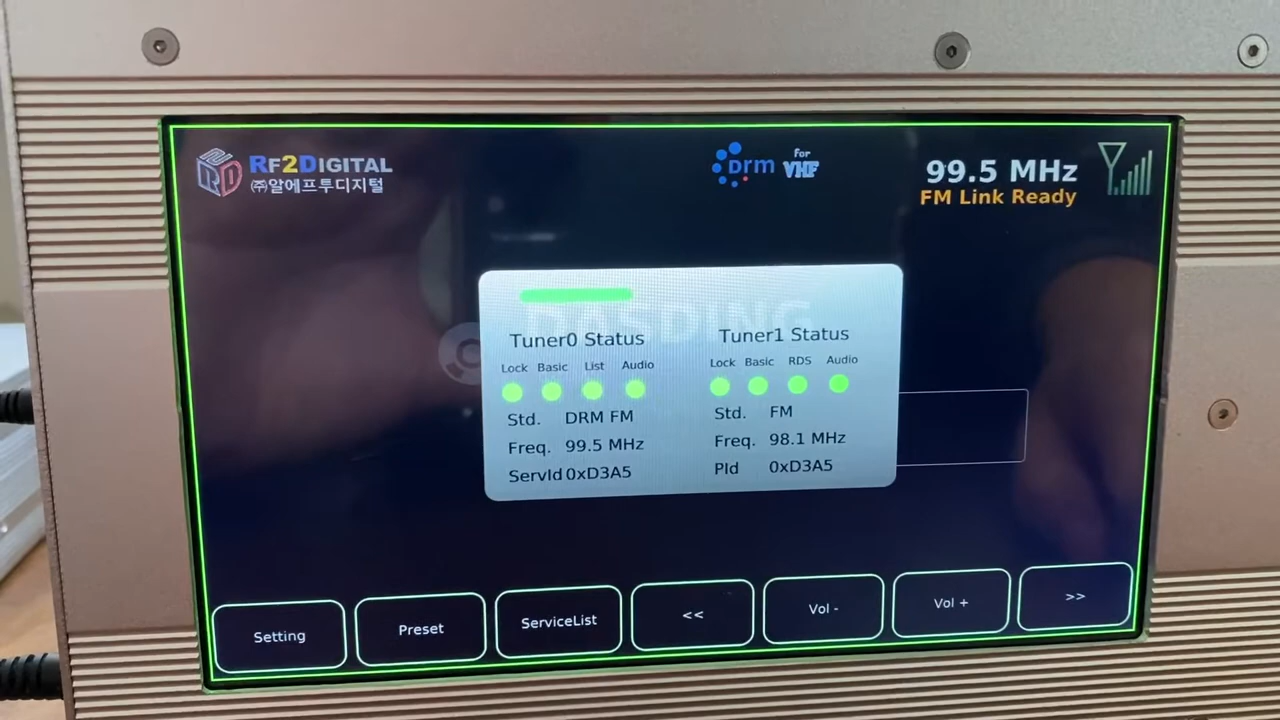 RF2DIGITAL
㈜알에프투디지털
Drm for VHF
99.5 MHz
FM Link Ready
DASDING
Tuner0 Status
Lock Basic List Audio
Std. DRM FM
Freq. 99.5 MHz
ServId 0xD3A5
Tuner1 Status
Lock Basic RDS Audio
Std. FM
Freq. 98.1 MHz
PId 0xD3A5
Setting
Preset
ServiceList
<<
Vol -
Vol +
>>